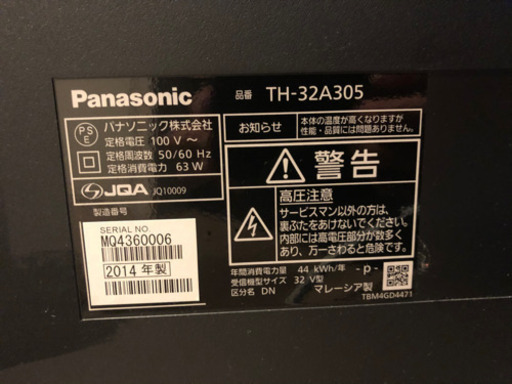 Panasonic
品番 TH-32A305
PS
E
パナソニック株式会社
定格電圧 100 V ～
定格周波数 50/60 Hz
定格消費電力 63 W
お知らせ
本体の温度が高くなりますが
性能・品質には問題ありません。
JQA JQ10009
警告
高圧注意
サービスマン以外の方は、
裏ぶたをあけないでください。
内部には高電圧部分が数多く
あり、万一さわると危険です。
製造番号
SERIAL NO.
MQ4360006
2014 年製
年間消費電力量 44 kWh/年
受信機型サイズ 32 V型
区分名 DN
-p-
マレーシア製
TBM4GD4471